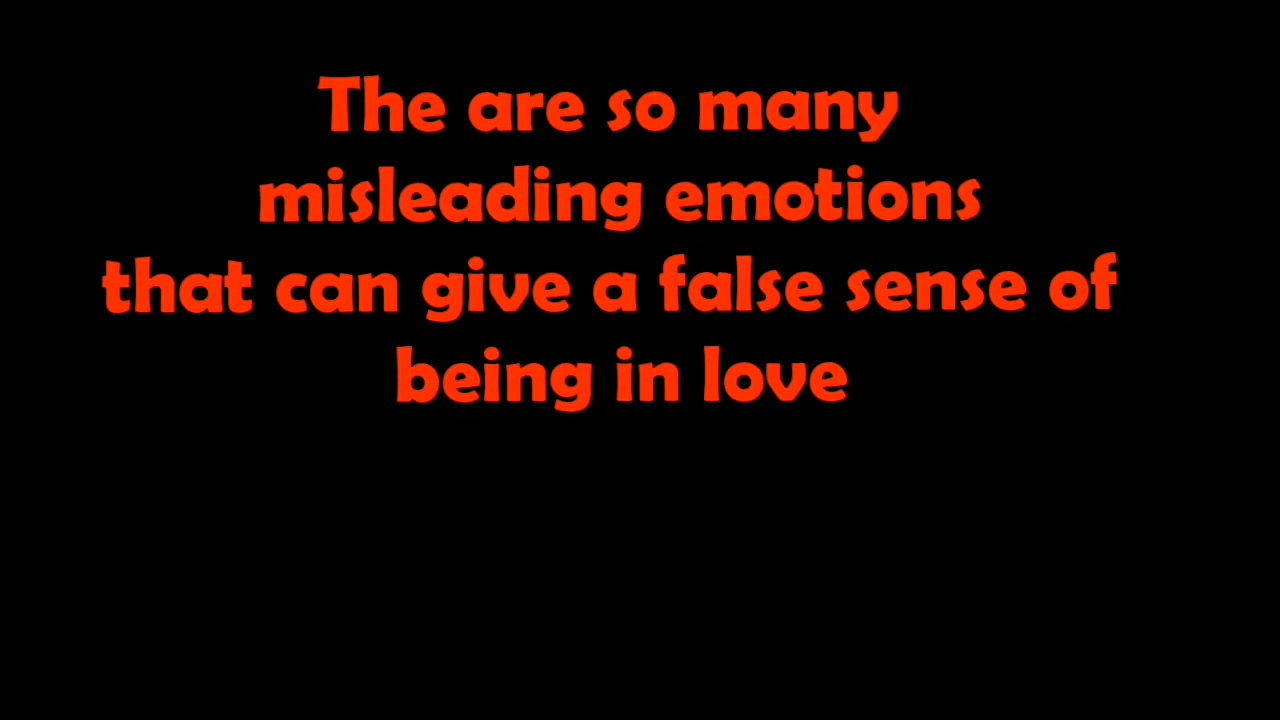 The are so many
misleading emotions
that can give a false sense of
being in love